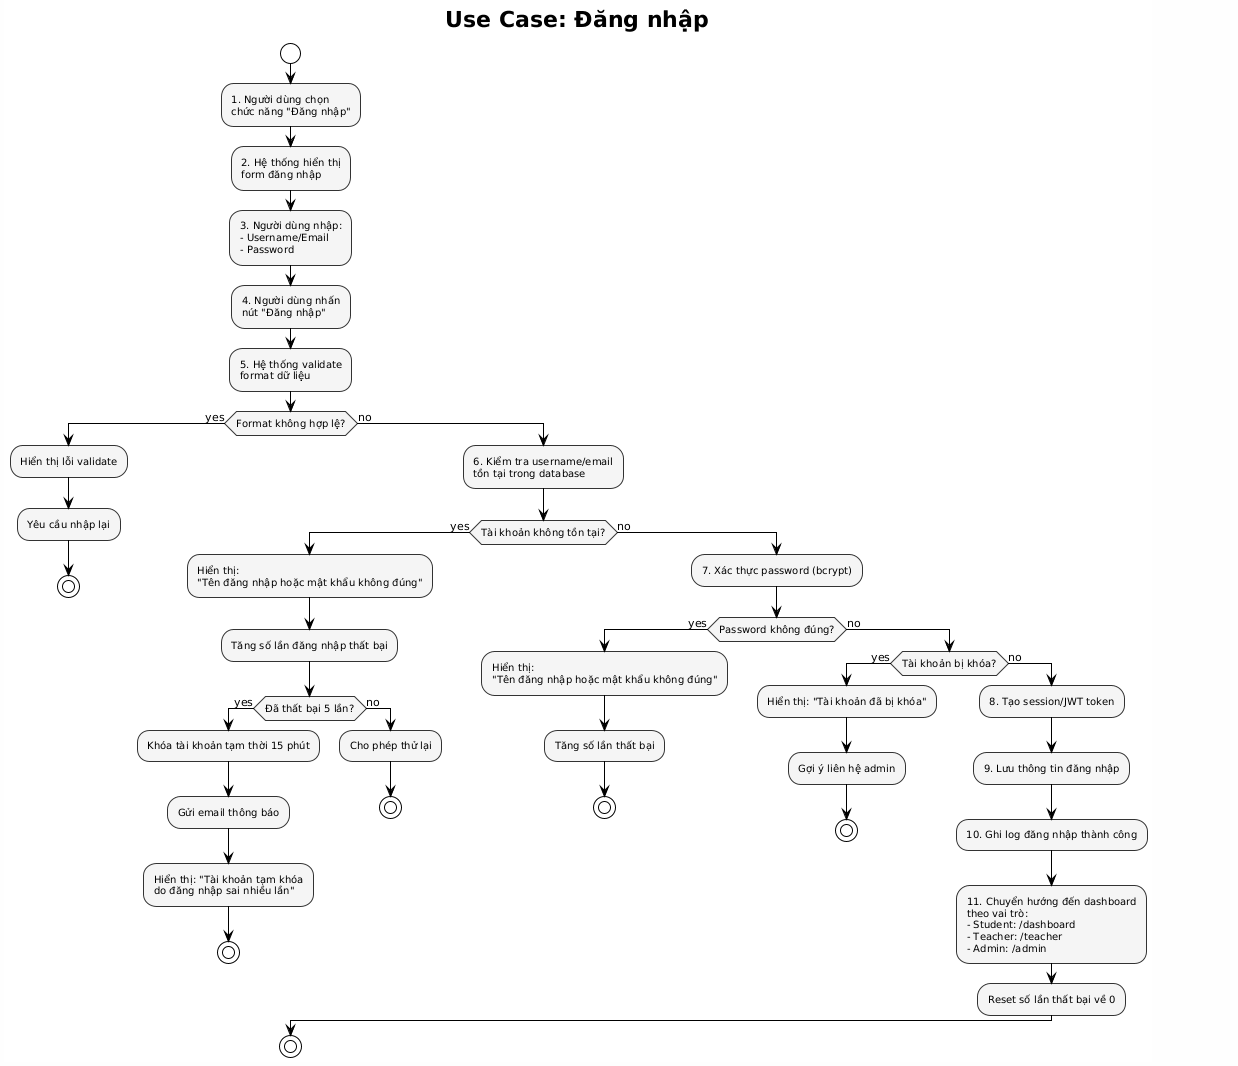 Use Case: Đăng nhập
1. Người dùng chọn
chức năng "Đăng nhập"
2. Hệ thống hiển thị
form đăng nhập
3. Người dùng nhập:
- Username/Email
- Password
4. Người dùng nhấn
nút "Đăng nhập"
5. Hệ thống validate
format dữ liệu
yes
Format không hợp lệ?
no
Hiển thị lỗi validate
Yêu cầu nhập lại
6. Kiểm tra username/email
tồn tại trong database
yes
Tài khoản không tồn tại?
no
Hiển thị:
"Tên đăng nhập hoặc mật khẩu không đúng"
Tăng số lần đăng nhập thất bại
yes
Đã thất bại 5 lần?
no
Khóa tài khoản tạm thời 15 phút
Gửi email thông báo
Hiển thị: "Tài khoản tạm khóa
do đăng nhập sai nhiều lần"
Cho phép thử lại
7. Xác thực password (bcrypt)
yes
Password không đúng?
no
Hiển thị:
"Tên đăng nhập hoặc mật khẩu không đúng"
Tăng số lần thất bại
yes
Tài khoản bị khóa?
no
Hiển thị: "Tài khoản đã bị khóa"
Gợi ý liên hệ admin
8. Tạo session/JWT token
9. Lưu thông tin đăng nhập
10. Ghi log đăng nhập thành công
11. Chuyển hướng đến dashboard
theo vai trò:
- Student: /dashboard
- Teacher: /teacher
- Admin: /admin
Reset số lần thất bại về 0